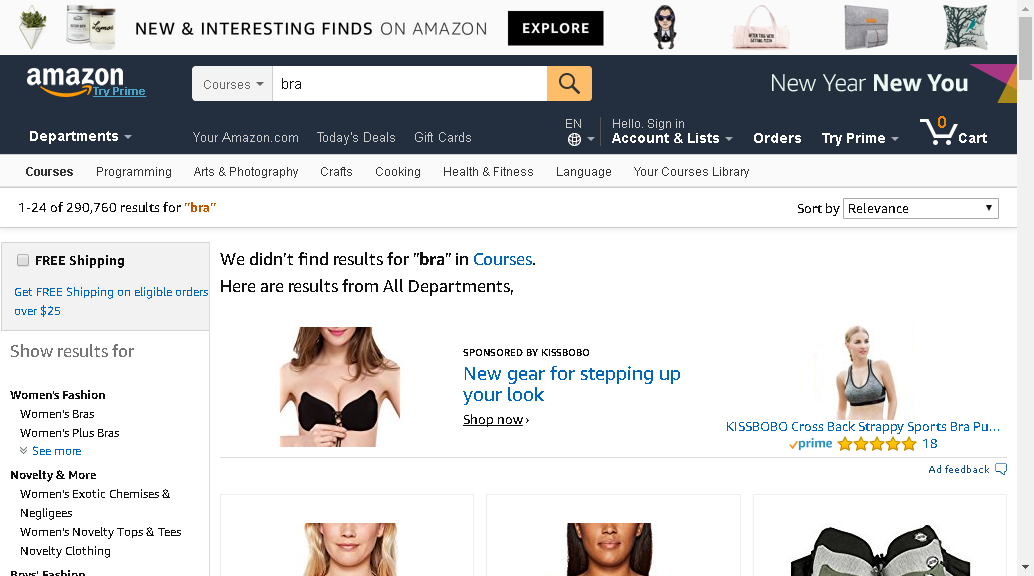 NEW & INTERESTING FINDS ON AMAZON EXPLORE
amazon
Try Prime
Courses bra
New Year New You
Departments
Your Amazon.com Today's Deals Gift Cards
EN
Hello. Sign in
Account & Lists
Orders Try Prime
0
Cart
Courses Programming Arts & Photography Crafts Cooking Health & Fitness Language Your Courses Library
1-24 of 290,760 results for "bra"
Sort by Relevance
FREE Shipping
Get FREE Shipping on eligible orders
over $25
Show results for
Women's Fashion
Women's Bras
Women's Plus Bras
See more
Novelty & More
Women's Exotic Chemises &
Negligees
Women's Novelty Tops & Tees
Novelty Clothing
Boys' Fashion
We didn't find results for "bra" in Courses.
Here are results from All Departments,
SPONSORED BY KISSBOBO
New gear for stepping up
your look
Shop now ›
KISSBOBO Cross Back Strappy Sports Bra Pu...
prime 18
Ad feedback